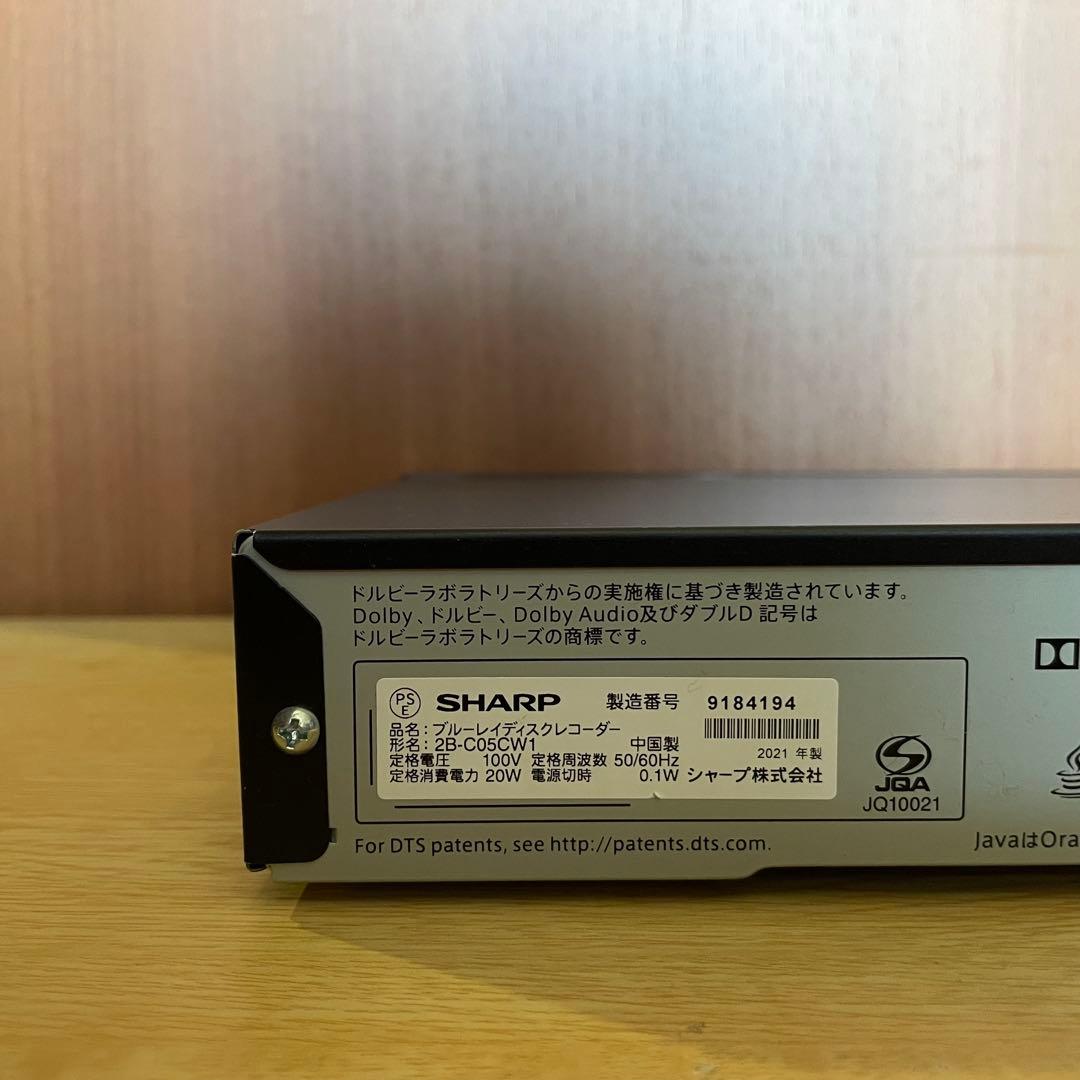 ドルビーラボラトリーズからの実施権に基づき製造されています。
Dolby、ドルビー、Dolby Audio及びダブルD 記号は
ドルビーラボラトリーズの商標です。
PS
E
SHARP 製造番号 9184194
品名：ブルーレイディスクレコーダー
形名：2B-C05CW1 中国製 2021 年製
定格電圧 100V 定格周波数 50/60Hz
定格消費電力 20W 電源切時 0.1W シャープ株式会社
JQA
JQ10021
For DTS patents, see http://patents.dts.com.
JavaはOra